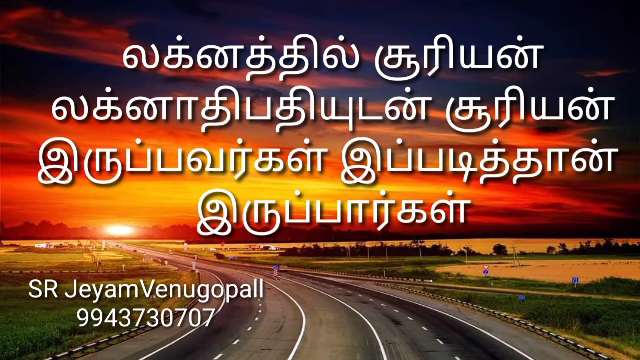 லக்னத்தில் சூரியன்
லக்னாதிபதியுடன் சூரியன்
இருப்பவர்கள் இப்படித்தான்
இருப்பார்கள்
SR JeyamVenugopall
9943730707